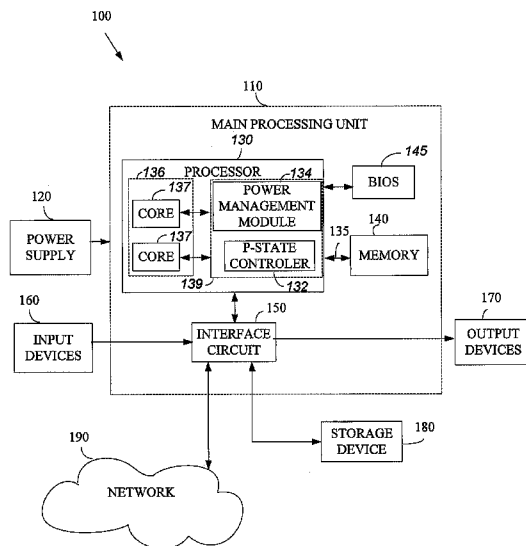 100
110
MAIN PROCESSING UNIT
130
PROCESSOR
136
134
145
137
POWER
MANAGEMENT
MODULE
BIOS
CORE
120
POWER
SUPPLY
137
CORE
P-STATE
CONTROLER
135
140
MEMORY
139
132
160
INPUT
DEVICES
150
INTERFACE
CIRCUIT
170
OUTPUT
DEVICES
STORAGE
DEVICE
180
190
NETWORK